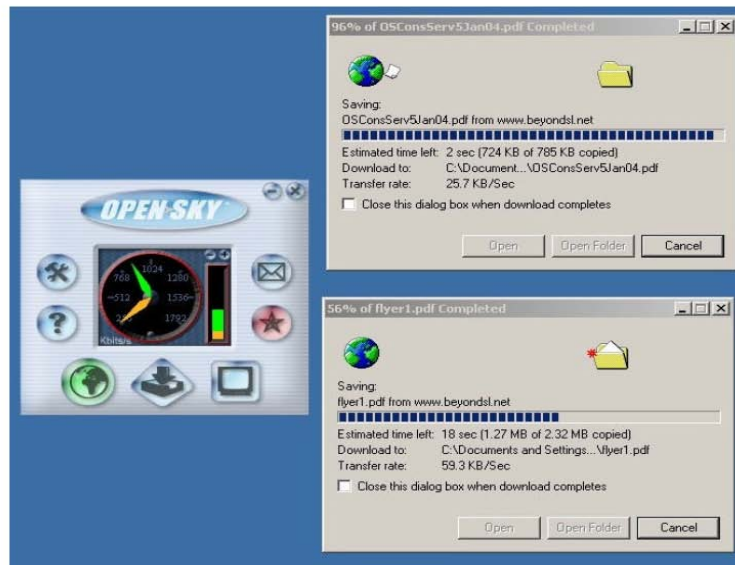 OPEN-SKY
1024
768
1280
512
1536
1792
Kbits/s
96% of OSConsServ5Jan04.pdf Completed
Saving:
OSConsServ5Jan04.pdf from www.beyondsl.net
Estimated time left: 2 sec (724 KB of 785 KB copied)
Download to: C:\Document...\OSConsServ5Jan04.pdf
Transfer rate: 25.7 KB/Sec
Close this dialog box when download completes
Open Open Folder Cancel
56% of flyer1.pdf Completed
Saving:
flyer1.pdf from www.beyondsl.net
Estimated time left: 18 sec (1.27 MB of 2.32 MB copied)
Download to: C:\Documents and Settings...\flyer1.pdf
Transfer rate: 59.3 KB/Sec
Close this dialog box when download completes
Open Open Folder Cancel